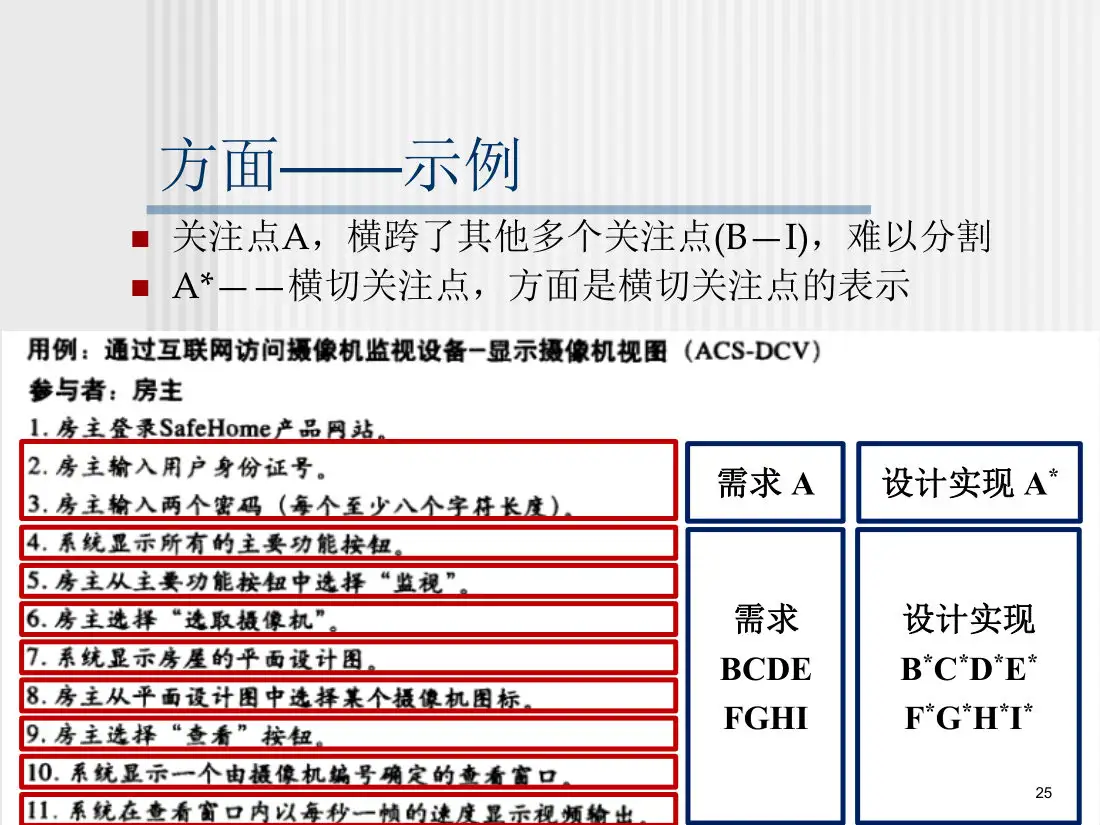 方面——示例
关注点A，横跨了其他多个关注点(B—I)，难以分割
A*——横切关注点，方面是横切关注点的表示
用例：通过互联网访问摄像机监视设备-显示摄像机视图（ACS-DCV）
参与者：房主
1. 房主登录SafeHome产品网站。
2. 房主输入用户身份证号。
3. 房主输入两个密码（每个至少八个字符长度）。
需求 A
设计实现 A*
4. 系统显示所有的主要功能按钮。
5. 房主从主要功能按钮中选择“监视”。
6. 房主选择“选取摄像机”。
7. 系统显示房屋的平面设计图。
8. 房主从平面设计图中选择某个摄像机图标。
9. 房主选择“查看”按钮。
10. 系统显示一个由摄像机编号确定的查看窗口。
11. 系统在查看窗口内以每秒一帧的速度显示视频输出。
需求
BCDE
FGHI
设计实现
B*C*D*E*
F*G*H*I*
25